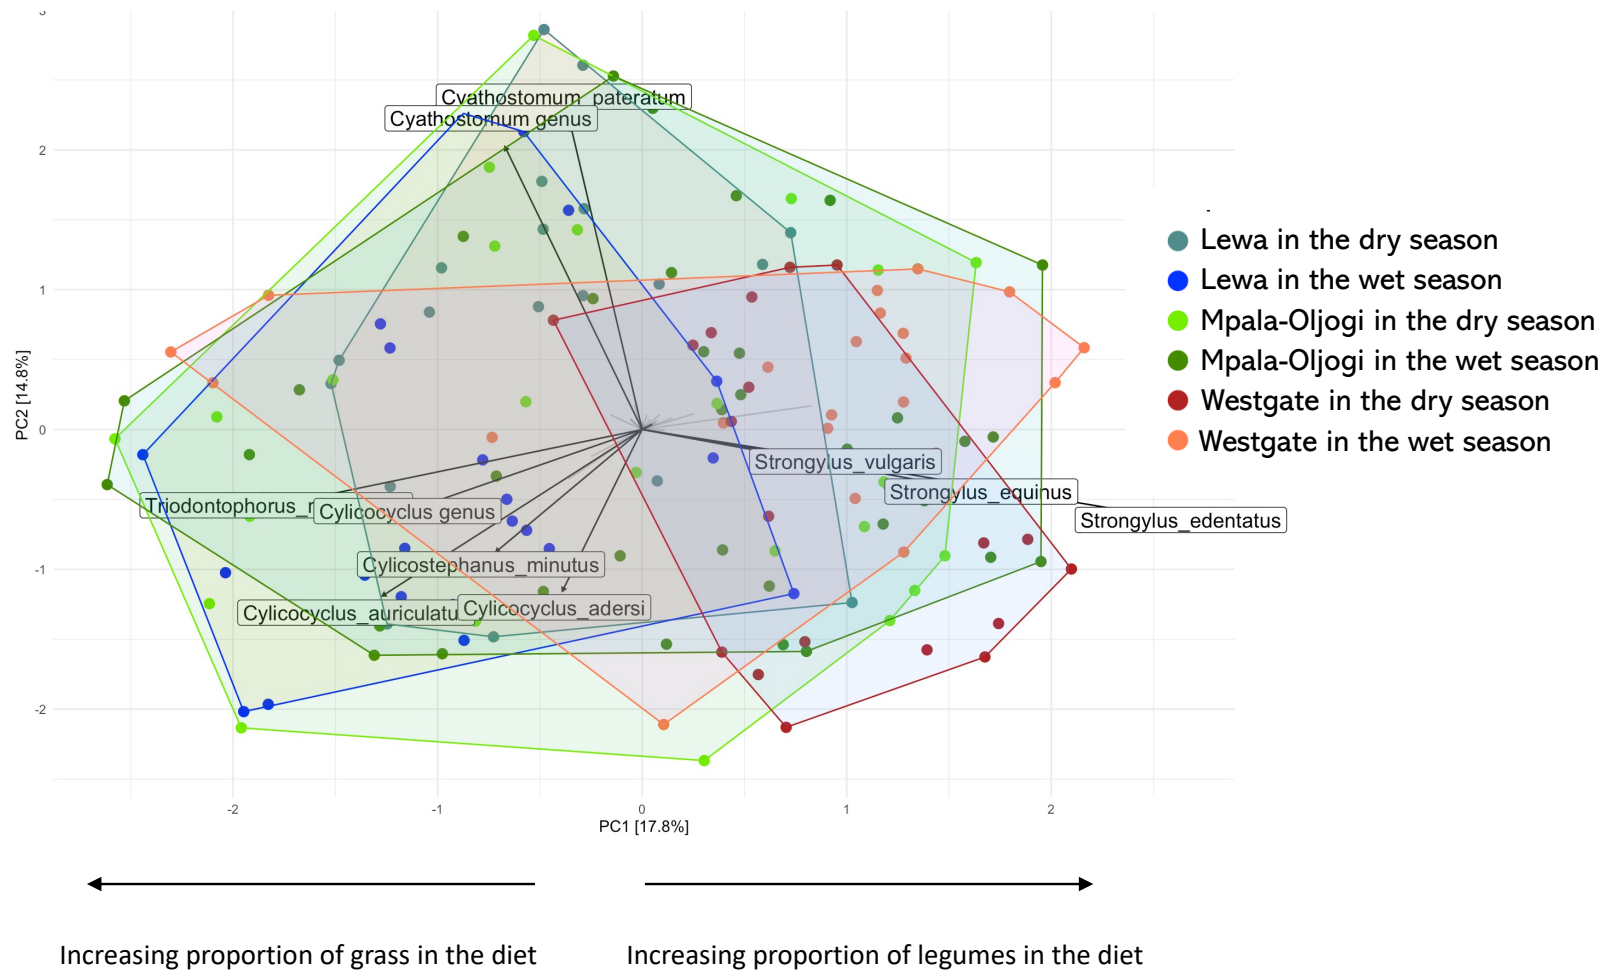 Cyathostomum_pateratum
Cyathostomum genus
2
1
0
-1
-2
PC2 [14.8%]
Strongylus_vulgaris
Strongylus_equinus
Strongylus_edentatus
Cylicocyclus genus
Cylicostephanus_minutus
Cylicocyclus_adersi
-2
-1
0
1
2
PC1 [17.8%]
Lewa in the dry season
Lewa in the wet season
Mpala-Oljogi in the dry season
Mpala-Oljogi in the wet season
Westgate in the dry season
Westgate in the wet season
Increasing proportion of grass in the diet
Increasing proportion of legumes in the diet